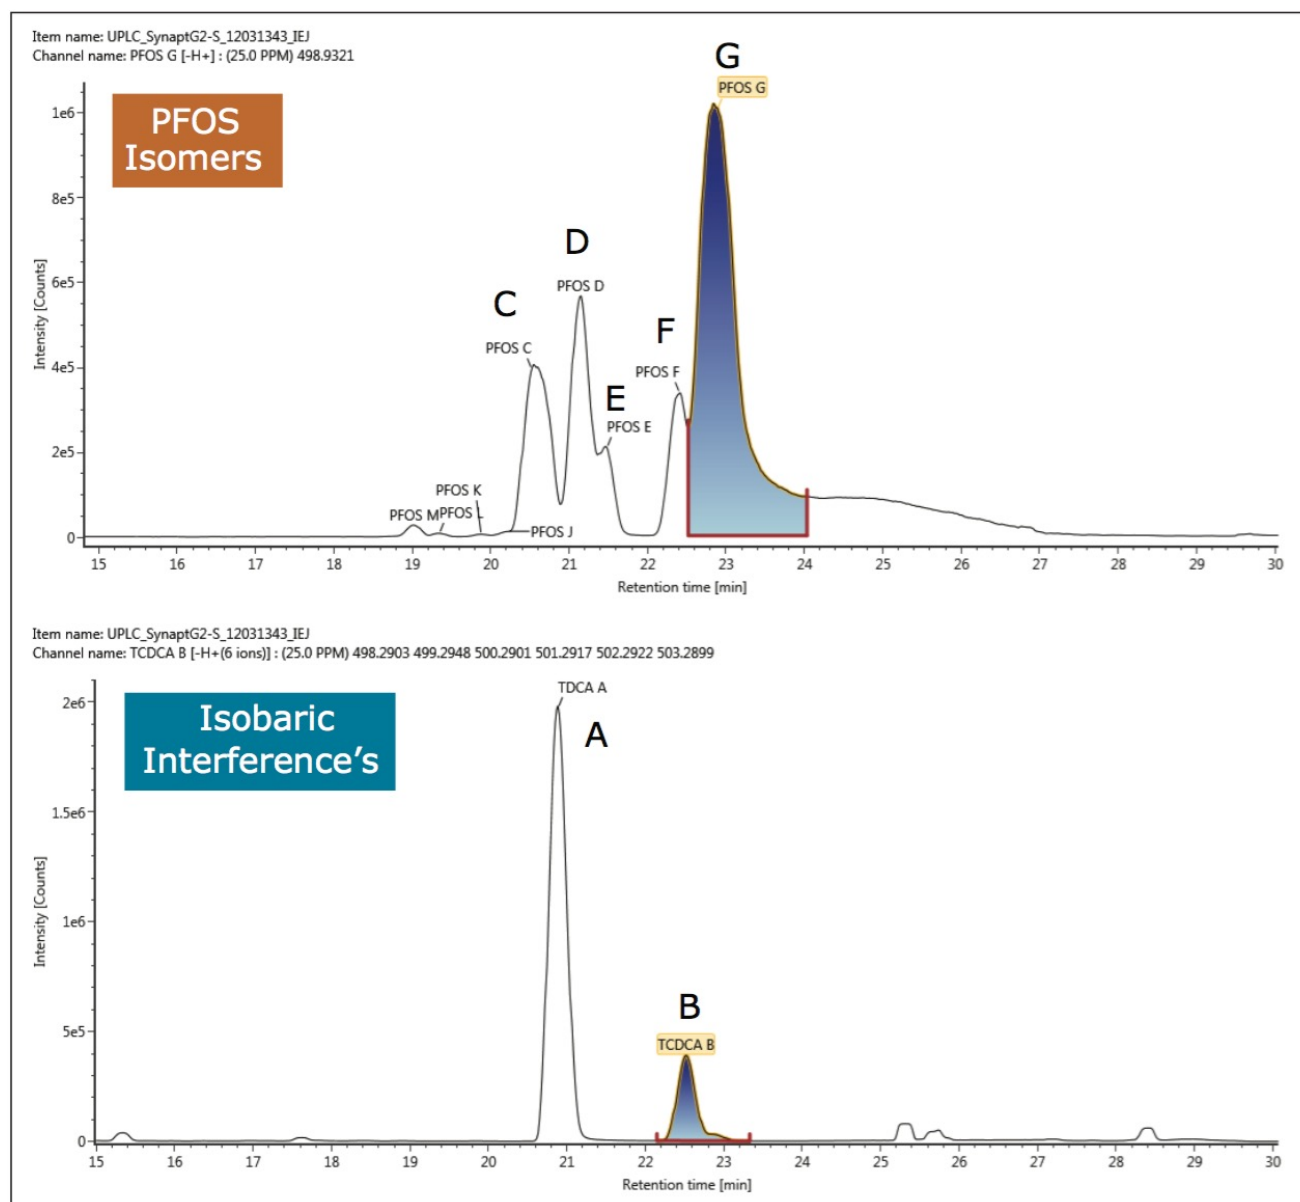 Item name: UPLC_SynaptG2-S_12031343_IEJ
Channel name: PFOS G [-H+] : (25.0 PPM) 498.9321
G
PFOS G
PFOS
Isomers
D
PFOS D
C
PFOS C
F
PFOS F
E
PFOS E
PFOS K
PFOS M
PFOS L
PFOS J
1e6
8e5
6e5
4e5
2e5
0
Intensity [Counts]
15 16 17 18 19 20 21 22 23 24 25 26 27 28 29 30
Retention time [min]
Item name: UPLC_SynaptG2-S_12031343_IEJ
Channel name: TCDCA B [-H+(6 ions)] : (25.0 PPM) 498.2903 499.2948 500.2901 501.2917 502.2922 503.2899
TDCA A
A
Isobaric
Interference's
B
TCDCA B
2e6
1.5e6
1e6
5e5
0
Intensity [Counts]
15 16 17 18 19 20 21 22 23 24 25 26 27 28 29 30
Retention time [min]